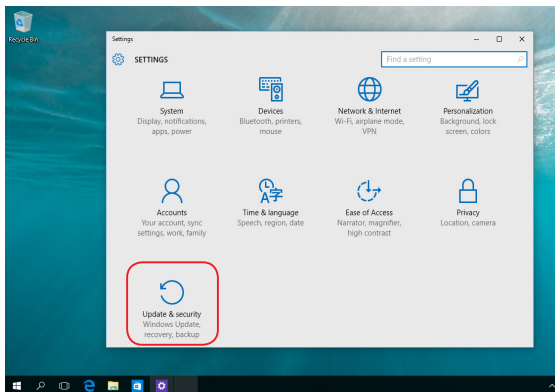 Recycle Bin
Settings
SETTINGS
Find a setting
System
Display, notifications,
apps, power
Devices
Bluetooth, printers,
mouse
Network & Internet
Wi-Fi, airplane mode,
VPN
Personalization
Background, lock
screen, colors
Accounts
Your account, sync
settings, work, family
Time & language
Speech, region, date
Ease of Access
Narrator, magnifier,
high contrast
Privacy
Location, camera
Update & security
Windows Update,
recovery, backup